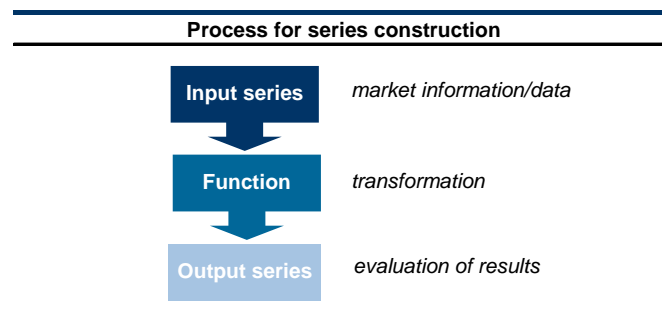 Process for series construction
Input series
market information/data
Function
transformation
Output series
evaluation of results